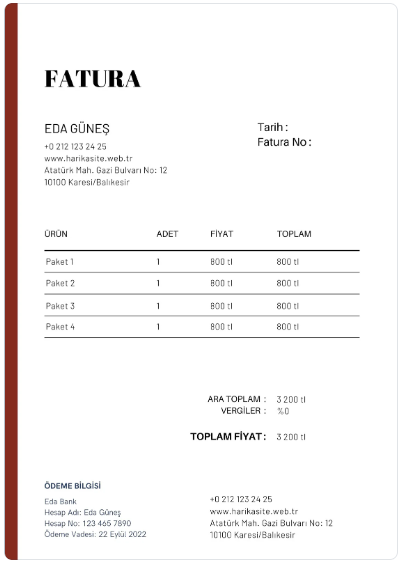 FATURA
EDA GÜNEŞ
+0 212 123 24 25
www.harikasite.web.tr
Atatürk Mah. Gazi Bulvarı No: 12
10100 Karesi/Balıkesir
Tarih :
Fatura No :
ÜRÜN ADET FİYAT TOPLAM
Paket 1 1 800 tl 800 tl
Paket 2 1 800 tl 800 tl
Paket 3 1 800 tl 800 tl
Paket 4 1 800 tl 800 tl
ARA TOPLAM : 3 200 tl
VERGİLER : %0
TOPLAM FİYAT : 3 200 tl
ÖDEME BİLGİSİ
Eda Bank
Hesap Adı: Eda Güneş
Hesap No: 123 465 7890
Ödeme Vadesi: 22 Eylül 2022
+0 212 123 24 25
www.harikasite.web.tr
Atatürk Mah. Gazi Bulvarı No: 12
10100 Karesi/Balıkesir